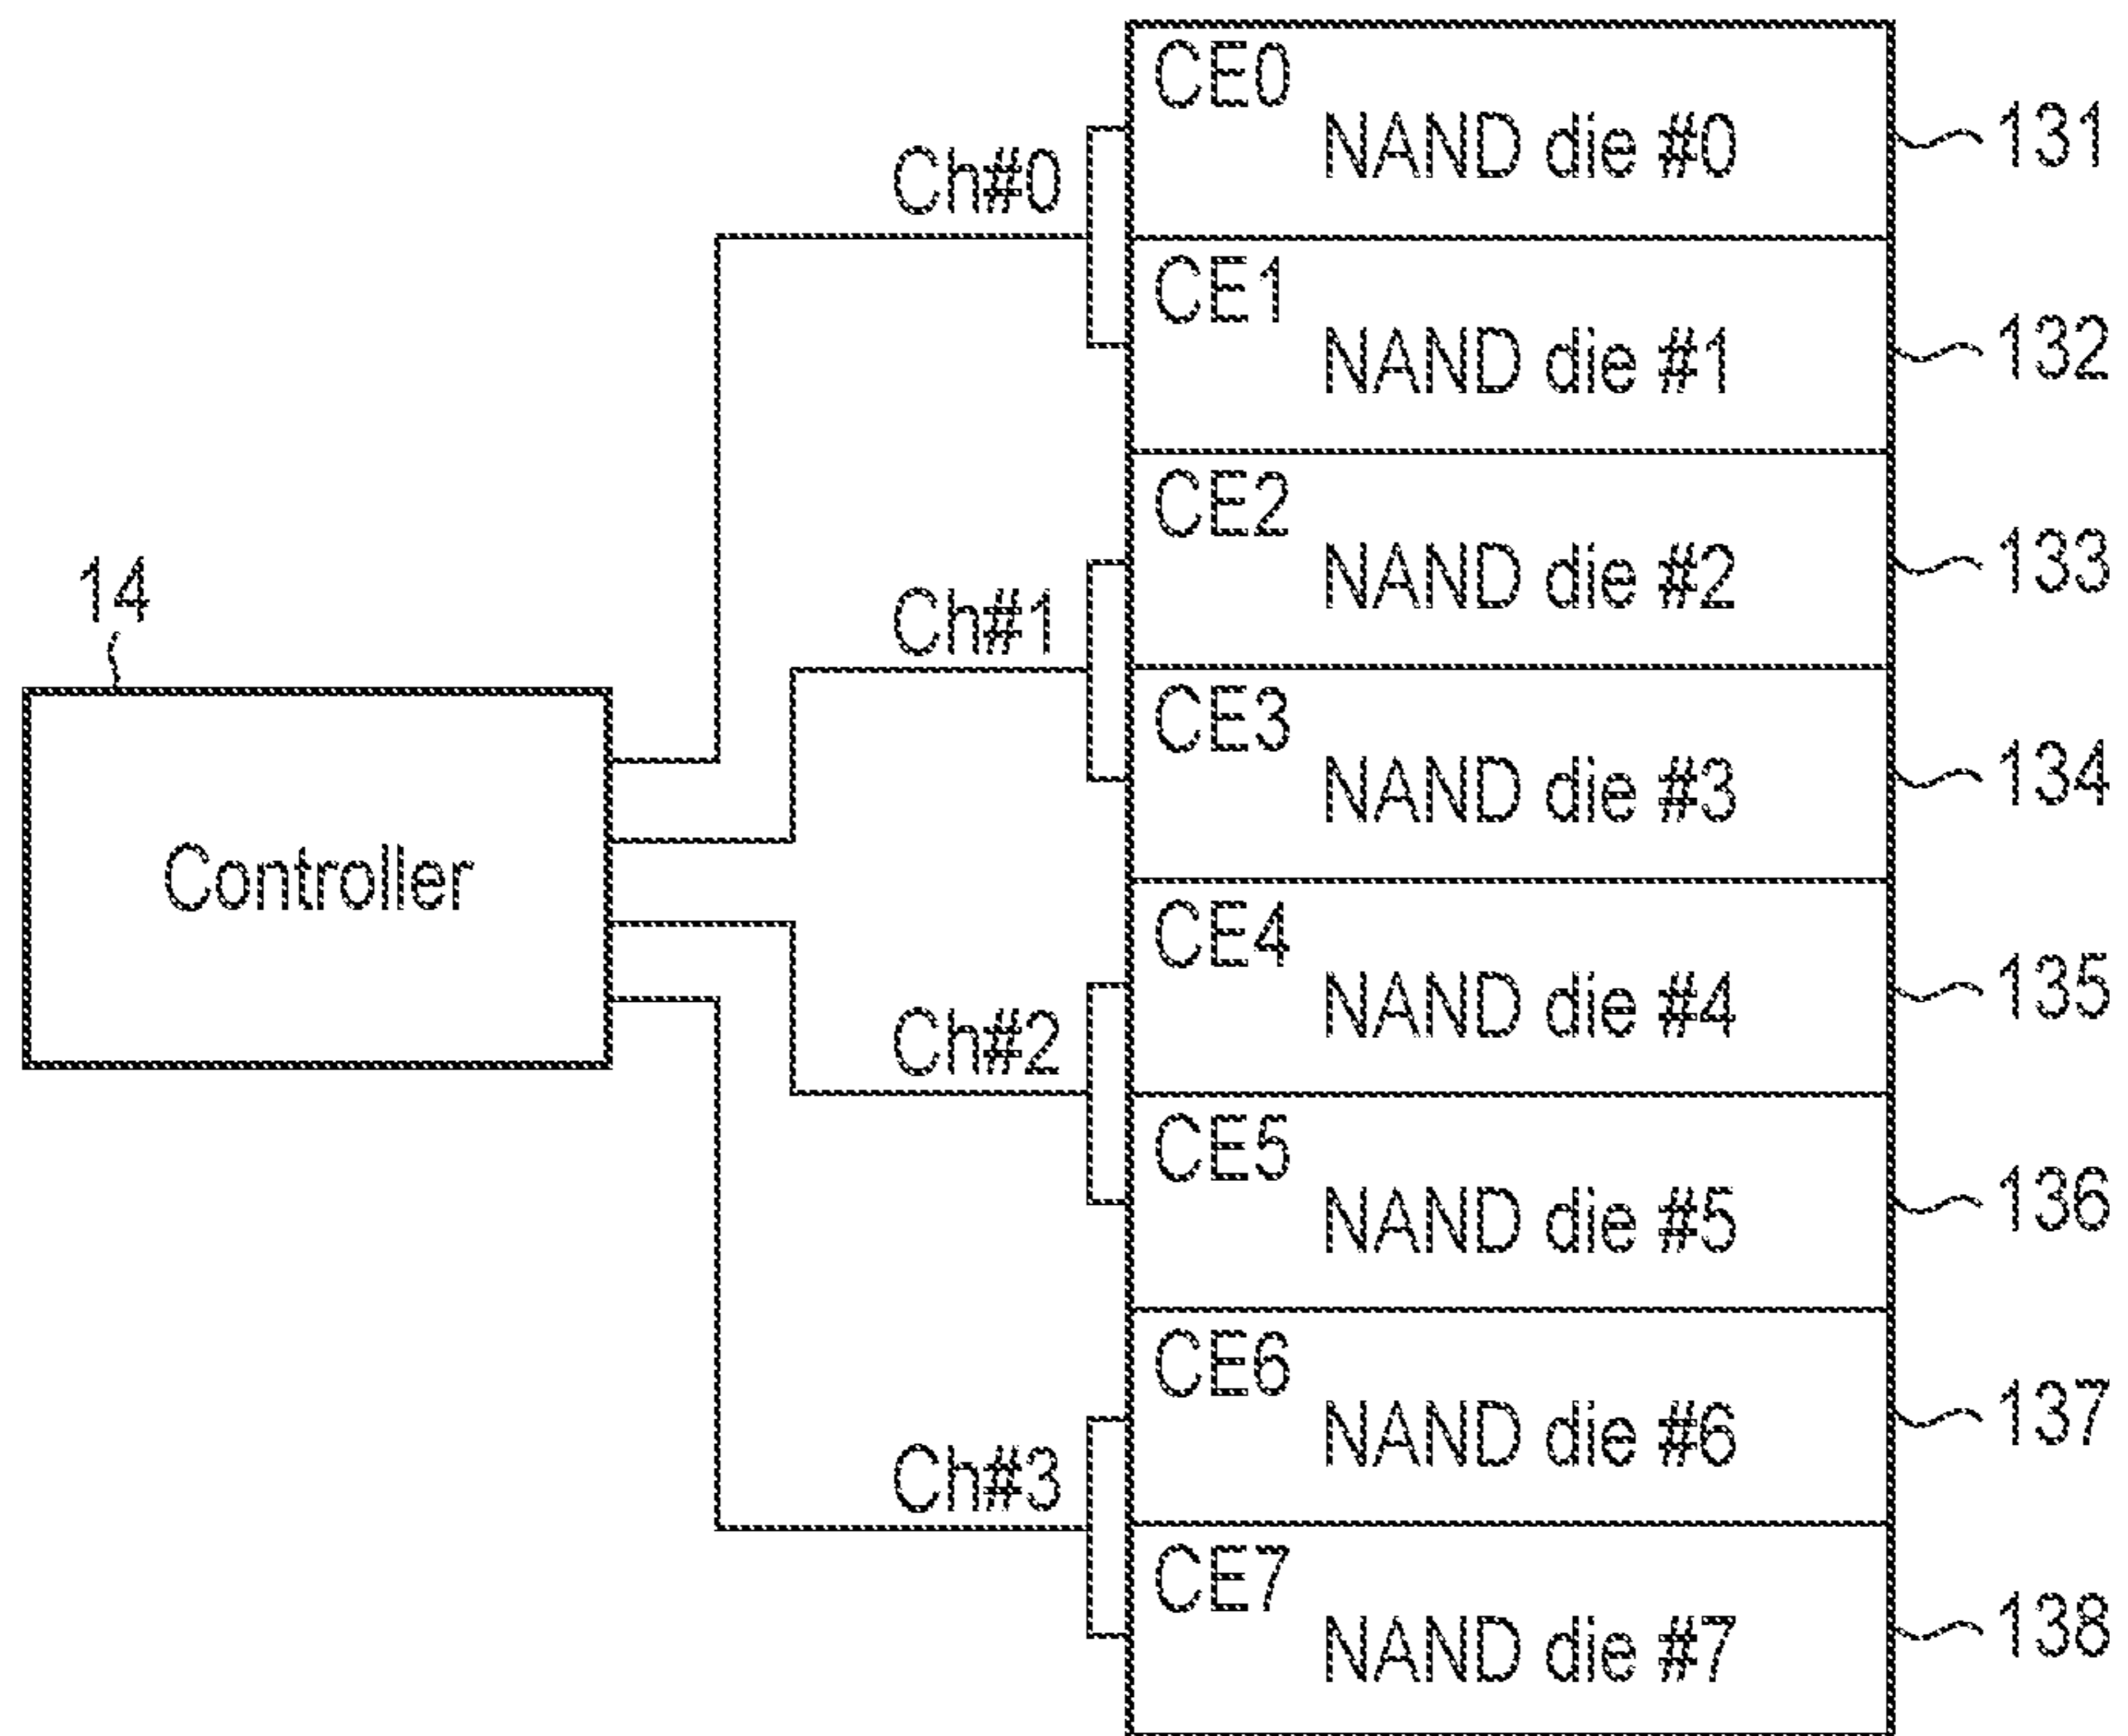 CE0
NAND die #0
131
Ch#0
CE1
NAND die #1
132
CE2
NAND die #2
133
14
Ch#1
CE3
NAND die #3
134
Controller
CE4
NAND die #4
135
Ch#2
CE5
NAND die #5
136
CE6
NAND die #6
137
Ch#3
CE7
NAND die #7
138